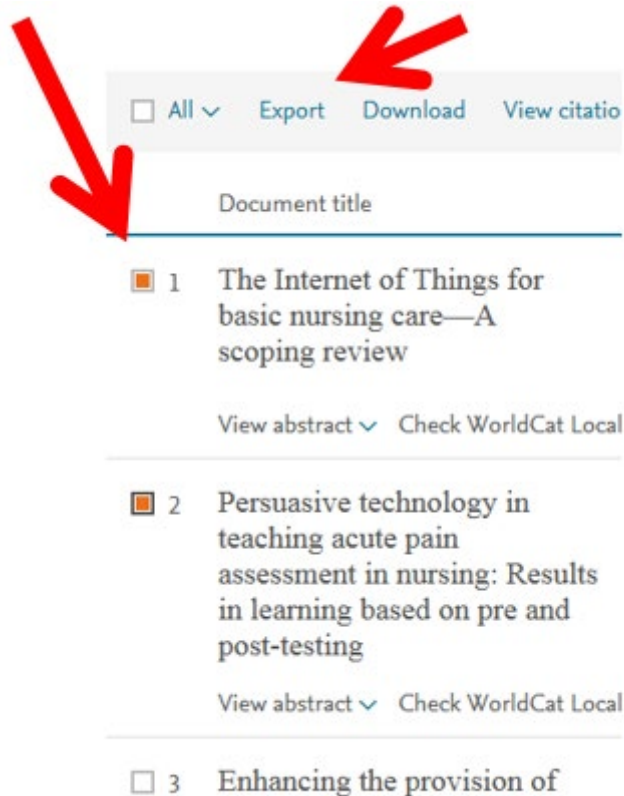 All Export Download View citatio
Document title
1 The Internet of Things for
basic nursing care—A
scoping review
View abstract Check WorldCat Local
2 Persuasive technology in
teaching acute pain
assessment in nursing: Results
in learning based on pre and
post-testing
View abstract Check WorldCat Local
3 Enhancing the provision of